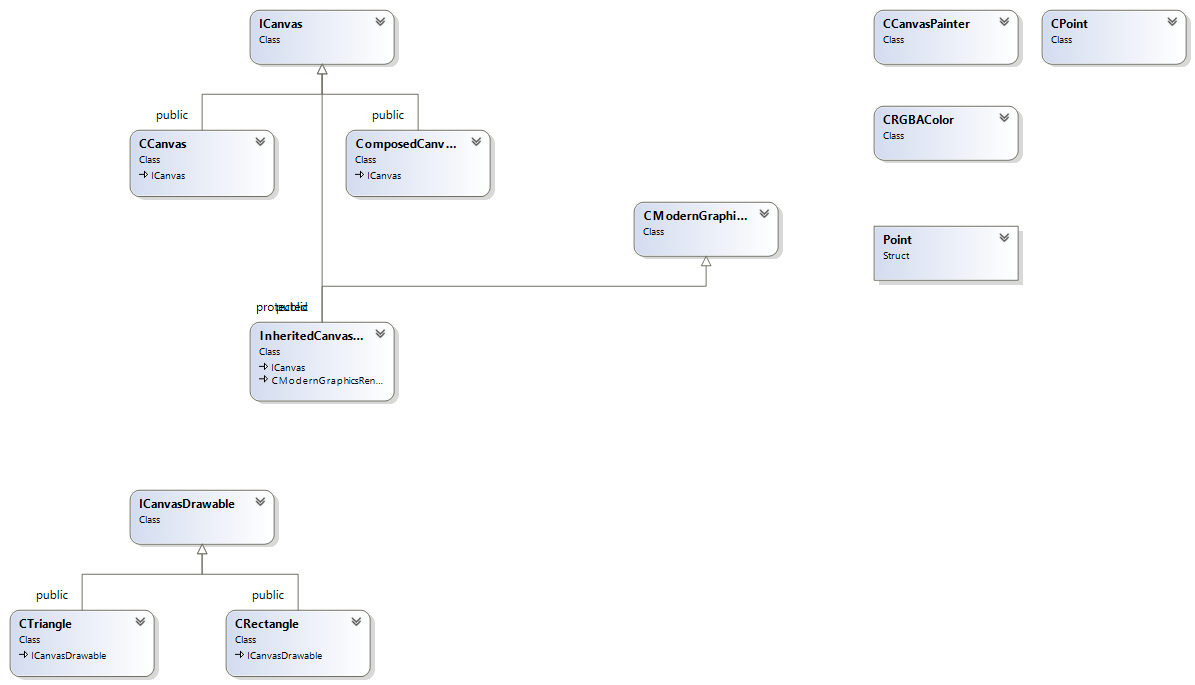 ICanvas
Class
CCanvasPainter
Class
CPoint
Class
public
public
CCanvas
Class
ICanvas
ComposedCanv...
Class
ICanvas
CRGBAColor
Class
CModernGraphi...
Class
Point
Struct
protected
public
InheritedCanvas...
Class
ICanvas
CModernGraphicsRen...
ICanvasDrawable
Class
public
public
CTriangle
Class
ICanvasDrawable
CRectangle
Class
ICanvasDrawable